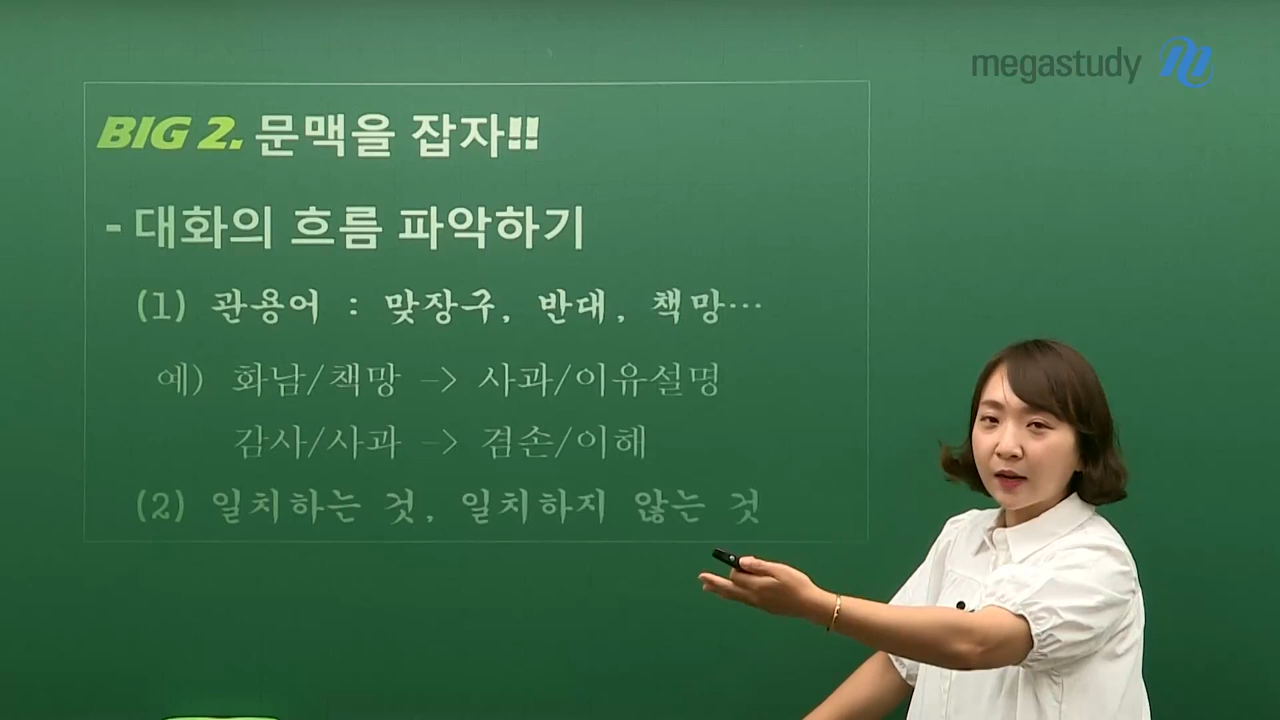 megastudy
BIG 2. 문맥을 잡자!!
- 대화의 흐름 파악하기
(1) 관용어 : 맞장구, 반대, 책망…
예) 화남/책망 -> 사과/이유설명
감사/사과 -> 겸손/이해
(2) 일치하는 것, 일치하지 않는 것